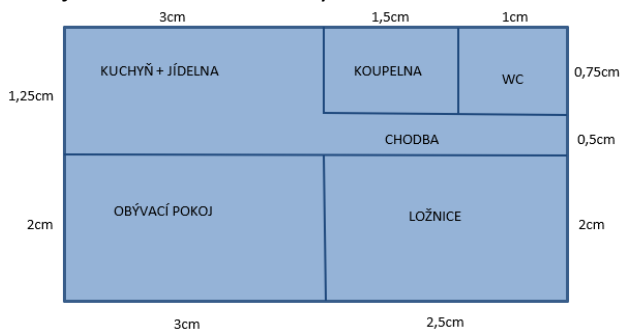 3cm 1,5cm 1cm
KUCHYŇ + JÍDELNA KOUPELNA WC 0,75cm
1,25cm
CHODBA 0,5cm
OBÝVACÍ POKOJ LOŽNICE
2cm 2cm
3cm 2,5cm